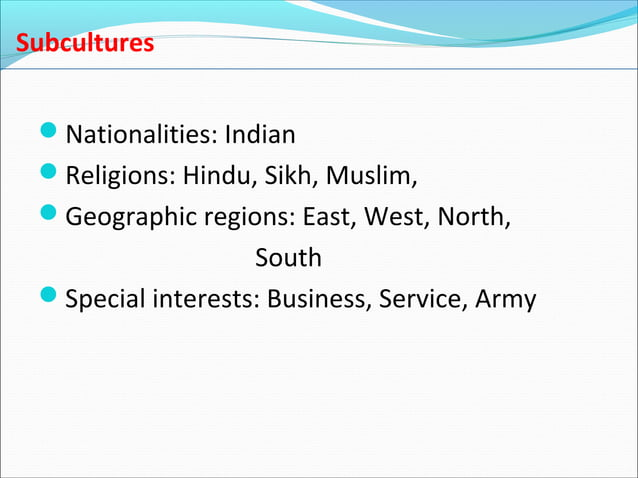 Subcultures
Nationalities: Indian
Religions: Hindu, Sikh, Muslim,
Geographic regions: East, West, North,
South
Special interests: Business, Service, Army